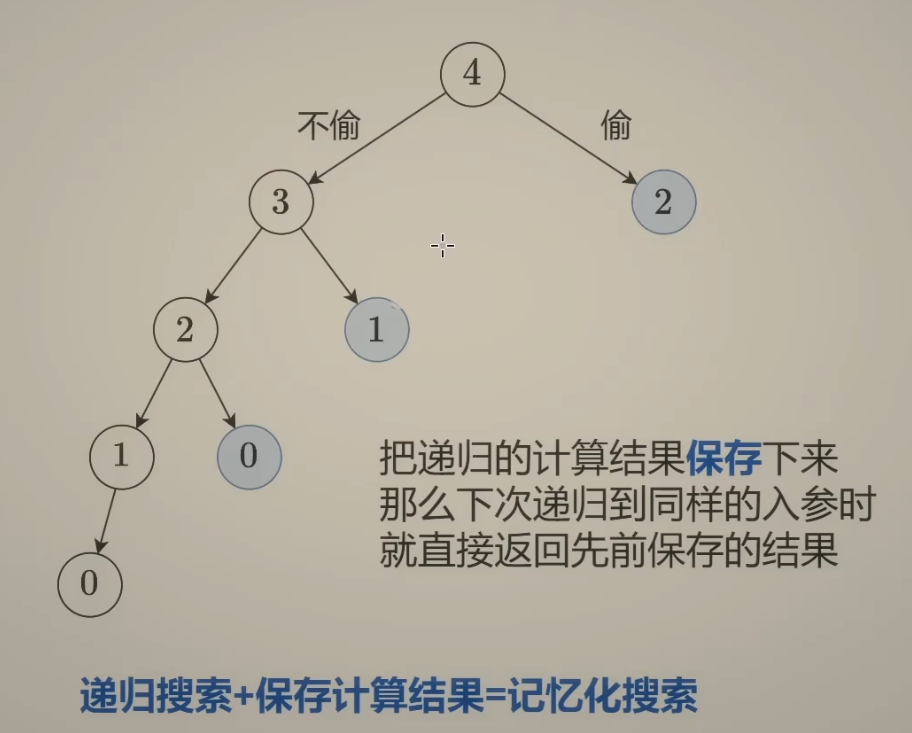 4
不偷
偷
3
2
2
1
1
0
0
把递归的计算结果保存下来
那么下次递归到同样的入参时
就直接返回先前保存的结果
递归搜索+保存计算结果=记忆化搜索